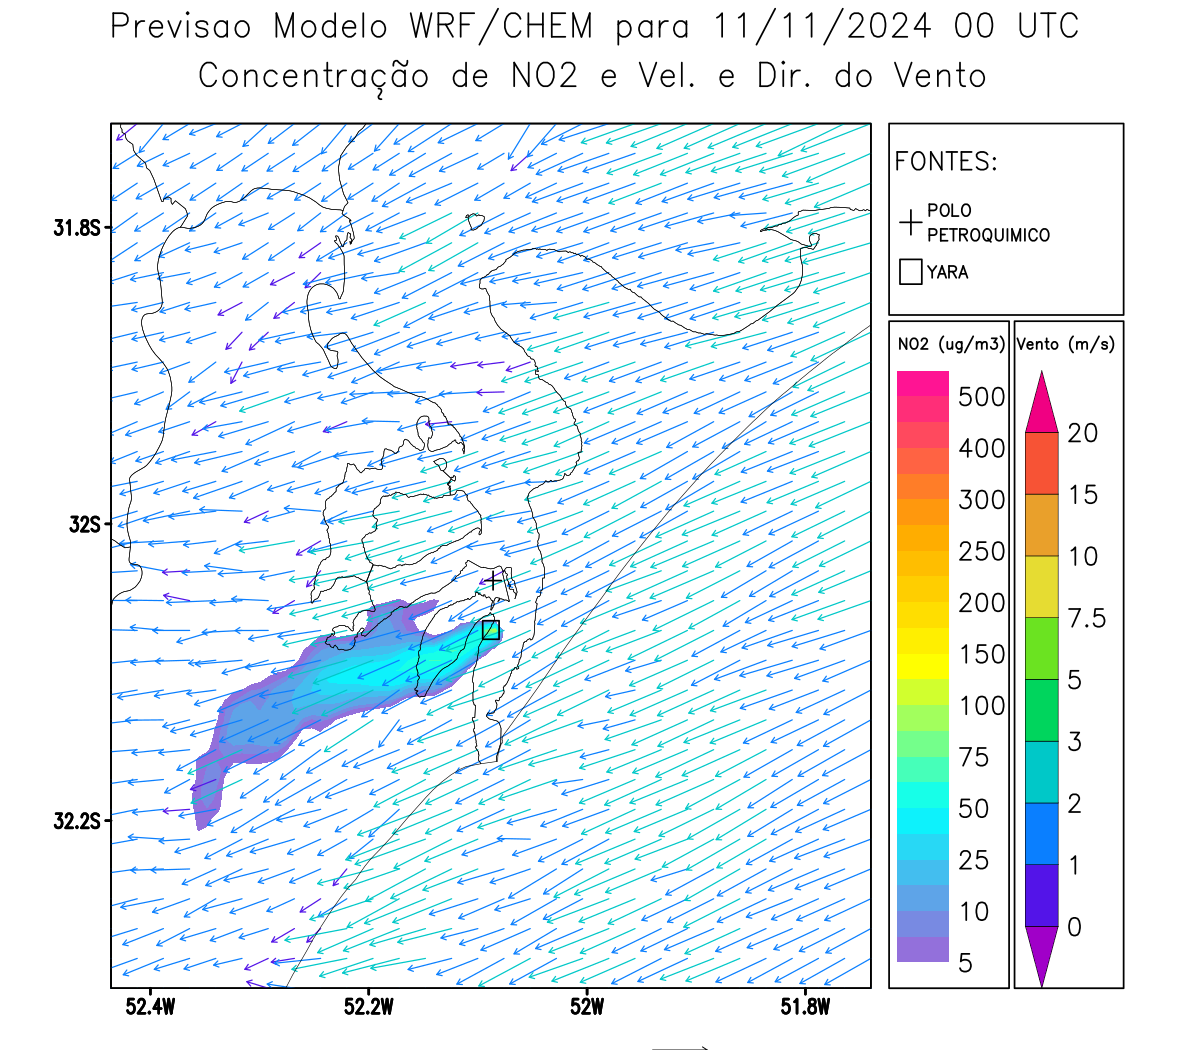 Previsao Modelo WRF/CHEM para 11/11/2024 00 UTC
Concentração de NO2 e Vel. e Dir. do Vento
FONTES:
POLO
PETROQUIMICO
YARA
NO2 (ug/m3)
500
400
300
250
200
150
100
75
50
25
10
5
Vento (m/s)
20
15
10
7.5
5
3
2
1
0
31.8S
32S
32.2S
52.4W
52.2W
52W
51.8W